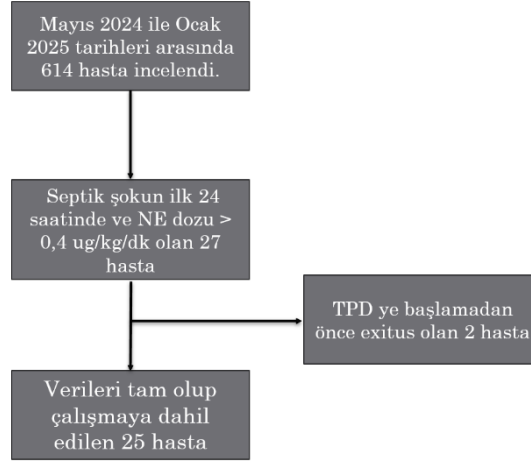 Mayıs 2024 ile Ocak
2025 tarihleri arasında
614 hasta incelendi.
Septik şokun ilk 24
saatinde ve NE dozu >
0,4 ug/kg/dk olan 27
hasta
TPD ye başlamadan
önce exitus olan 2 hasta
Verileri tam olup
çalışmaya dahil
edilen 25 hasta